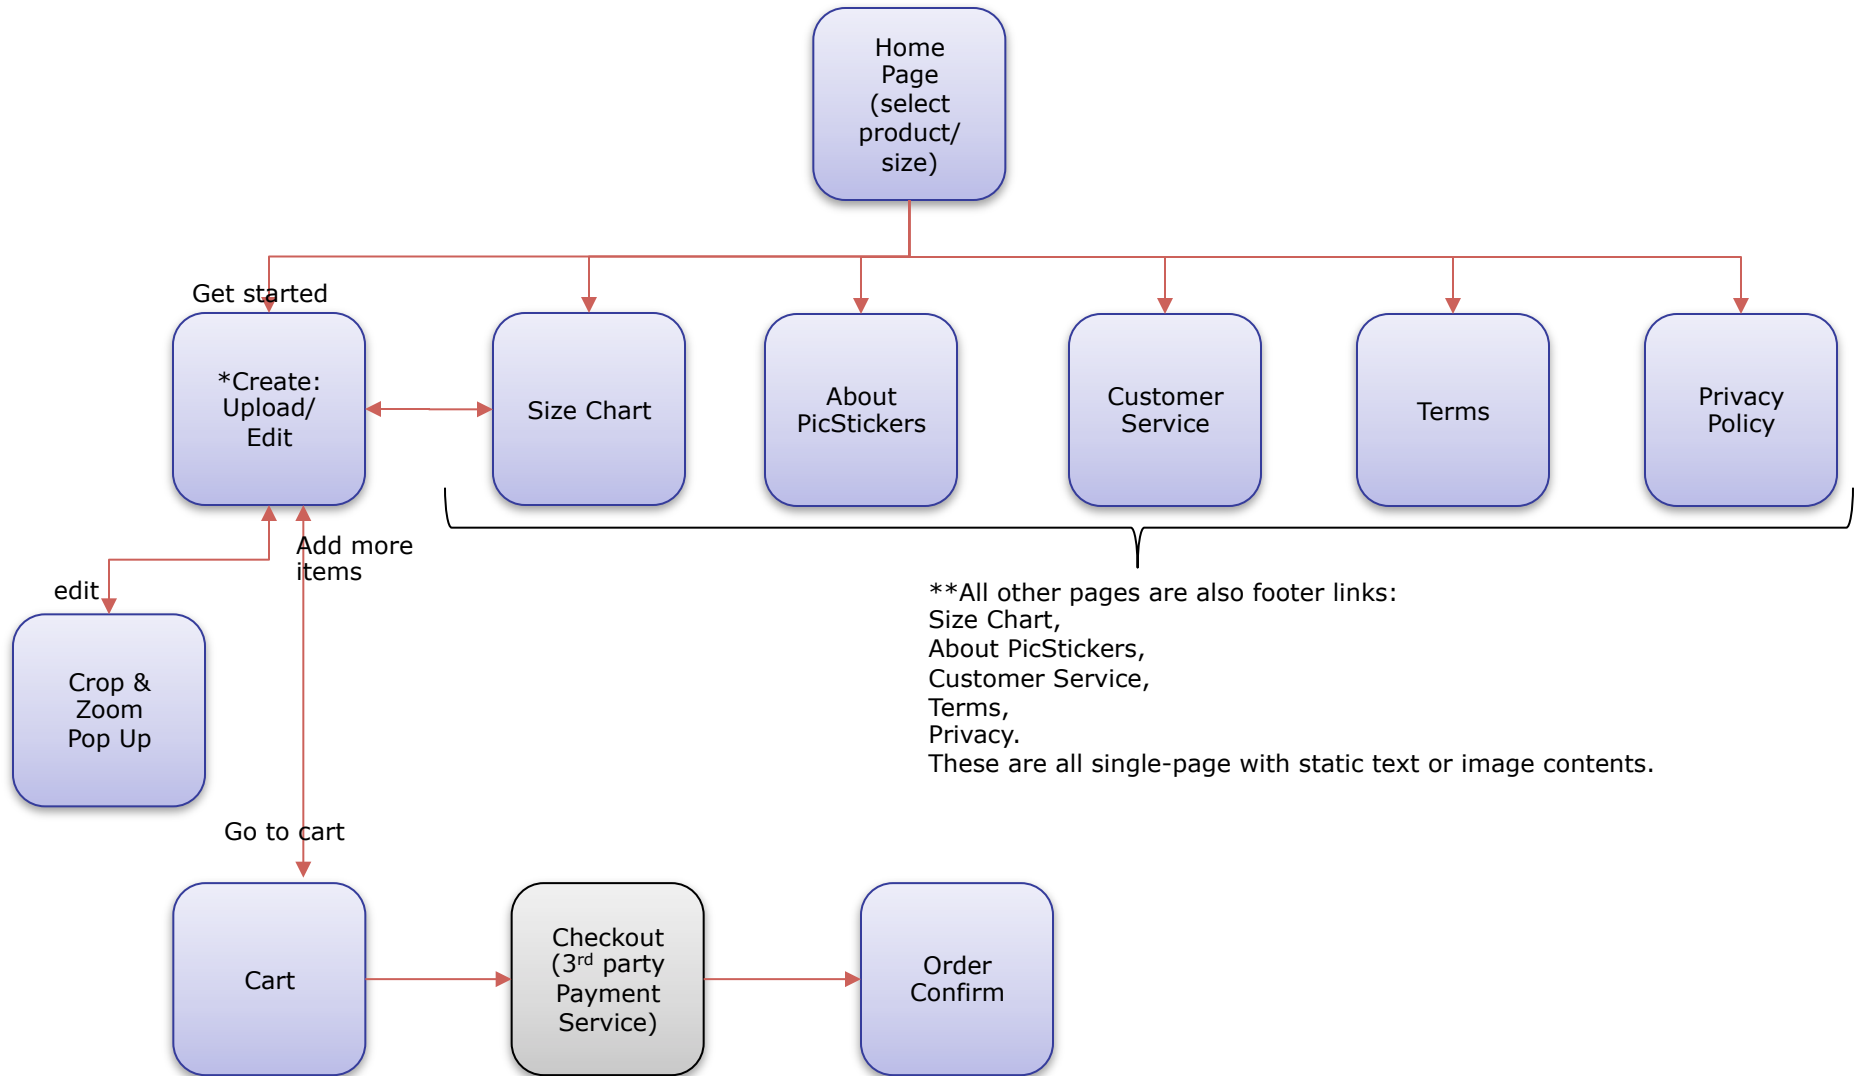 Home
Page
(select
product/
size)
Get started
*Create:
Upload/
Edit
Size Chart
About
PicStickers
Customer
Service
Terms
Privacy
Policy
Add more
items
edit
Crop &
Zoom
Pop Up
**All other pages are also footer links:
Size Chart,
About PicStickers,
Customer Service,
Terms,
Privacy.
These are all single-page with static text or image contents.
Go to cart
Cart
Checkout
(3rd party
Payment
Service)
Order
Confirm